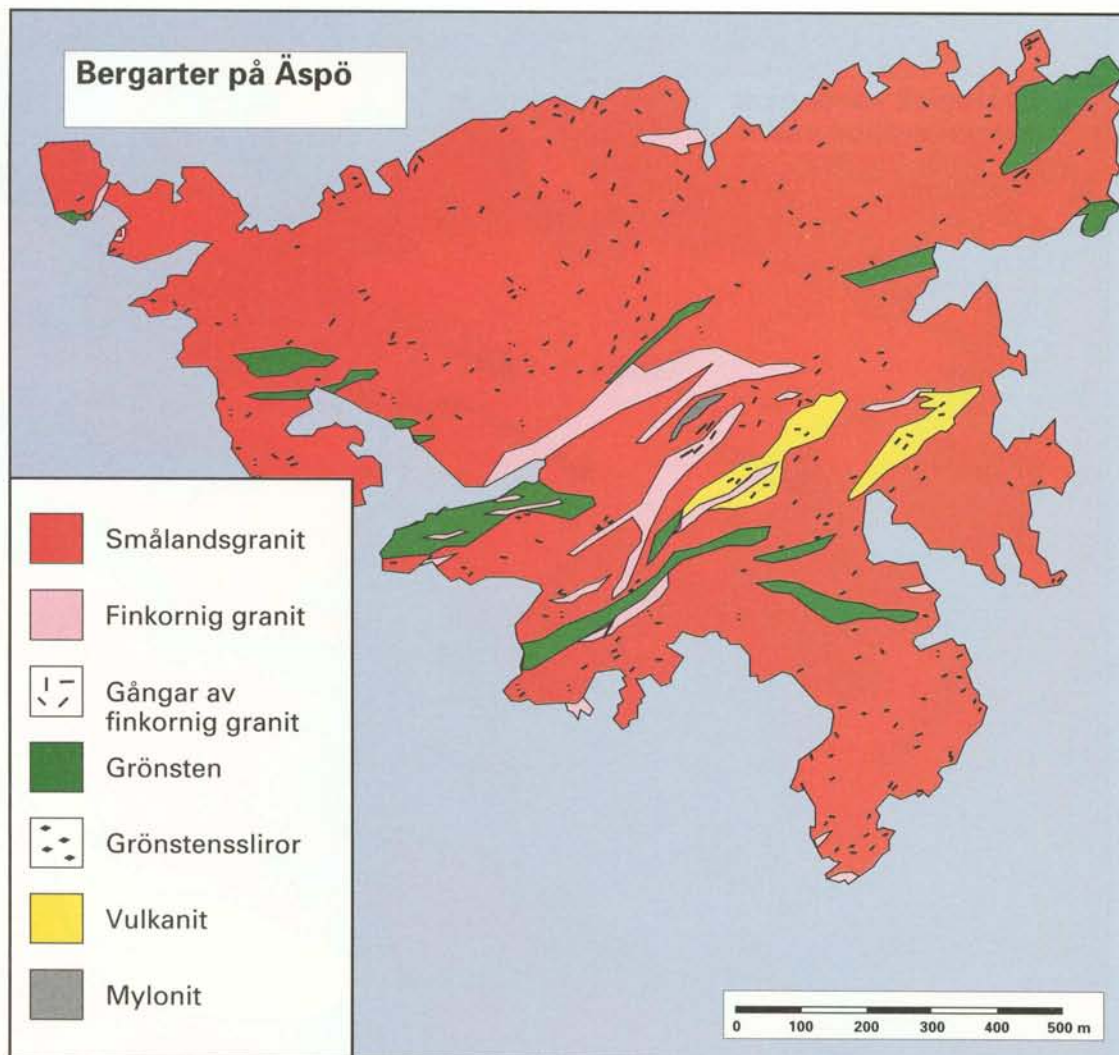 Bergarter på Äspö
Smålandsgranit
Finkornig granit
Gångar av
finkornig granit
Grönsten
Grönstenssliror
Vulkanit
Mylonit
0 100 200 300 400 500 m